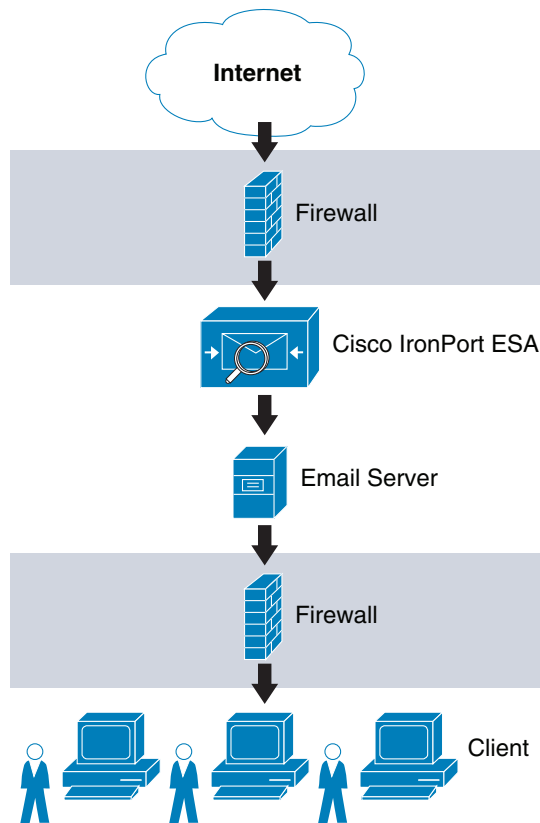 Internet
Firewall
Cisco IronPort ESA
Email Server
Firewall
Client